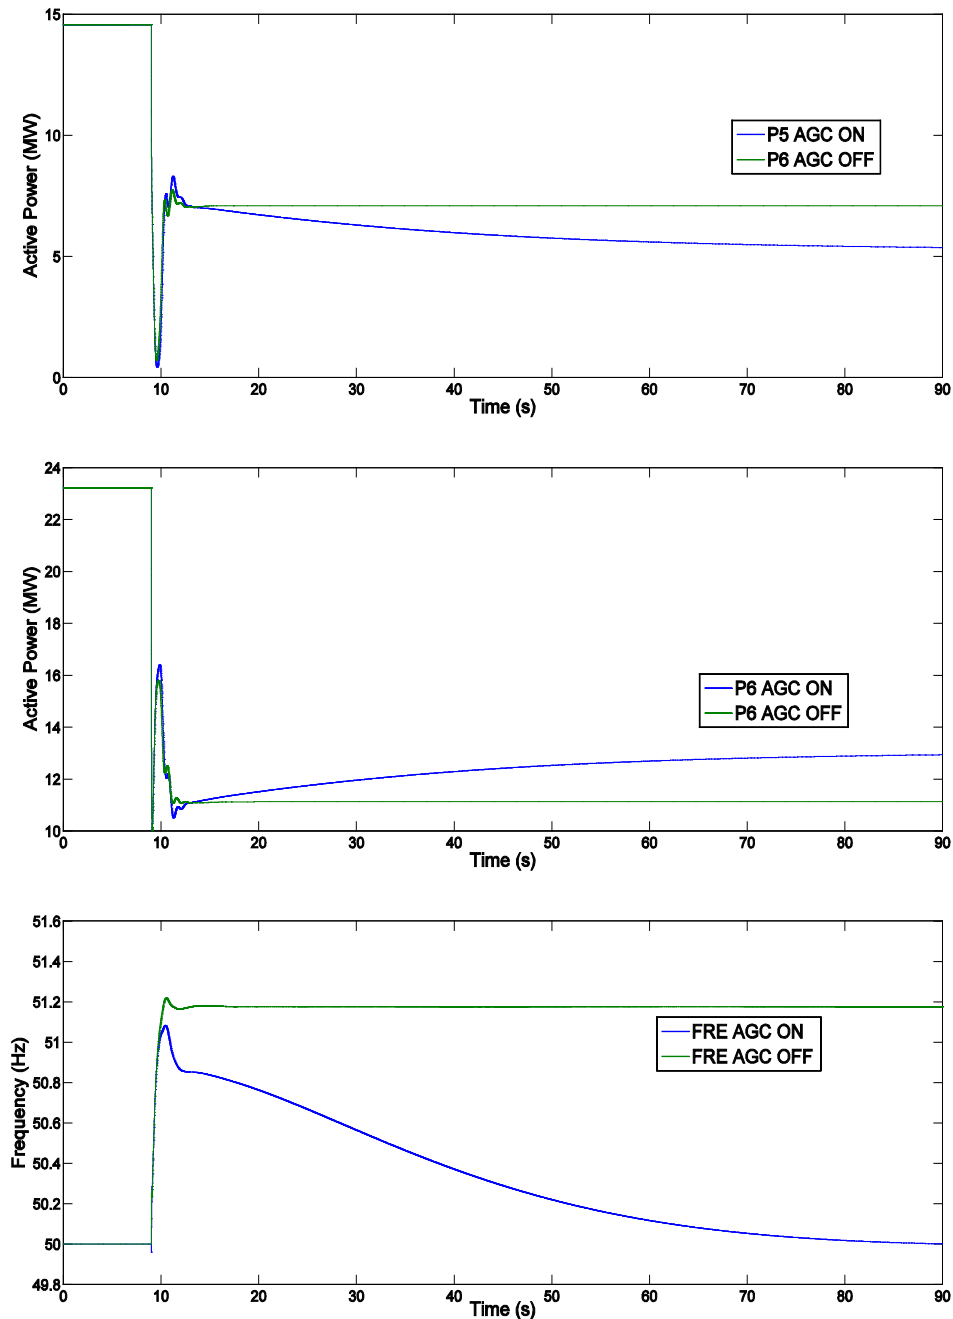 15
10
5
0
Active Power (MW)
P5 AGC ON
P6 AGC OFF
0 10 20 30 40 50 60 70 80 90
Time (s)
24
22
20
18
16
14
12
10
Active Power (MW)
P6 AGC ON
P6 AGC OFF
0 10 20 30 40 50 60 70 80 90
Time (s)
51.6
51.4
51.2
51
50.8
50.6
50.4
50.2
50
49.8
Frequency (Hz)
FRE AGC ON
FRE AGC OFF
0 10 20 30 40 50 60 70 80 90
Time (s)